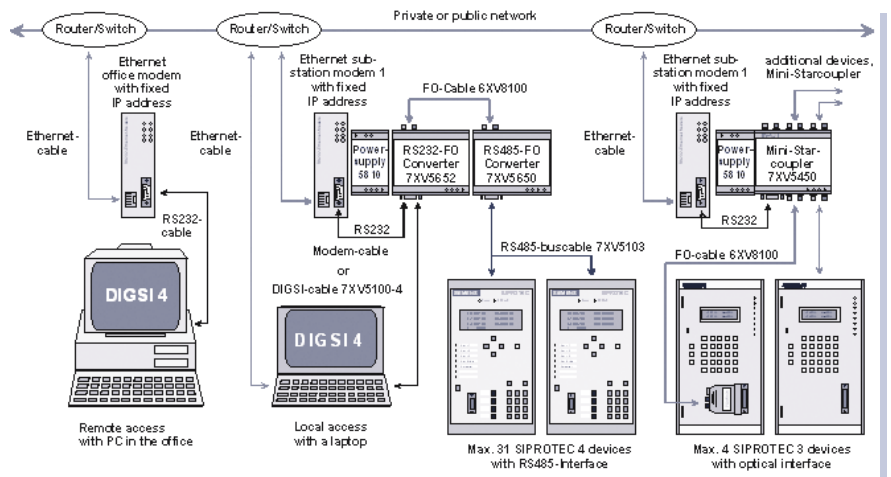 Private or public network
Router/Switch
Router/Switch
Router/Switch
Ethernet
office modem
with fixed
IP address
Ethernet sub-
station modem 1
with fixed
IP address
Ethernet sub-
station modem 1
with fixed
IP address
additional devices,
Mini-Starcoupler
FO-Cable 6XV8100
Ethernet-
cable
Ethernet-
cable
Ethernet-
cable
Power-
supply
58 10
RS232-FO
Converter
7XV5652
RS485-FO
Converter
7XV5650
Power-
supply
58 10
Mini-Star-
coupler
7XV5450
RS232-
cable
RS232
RS232
Modem-cable
or
DIGSI-cable 7XV5100-4
RS485-buscable 7XV5103
FO-cable 6XV8100
DIGSI 4
DIGSI 4
SIPROTEC
SIPROTEC
Remote access
with PC in the office
Local access
with a laptop
Max. 31 SIPROTEC 4 devices
with RS485-Interface
Max. 4 SIPROTEC 3 devices
with optical interface